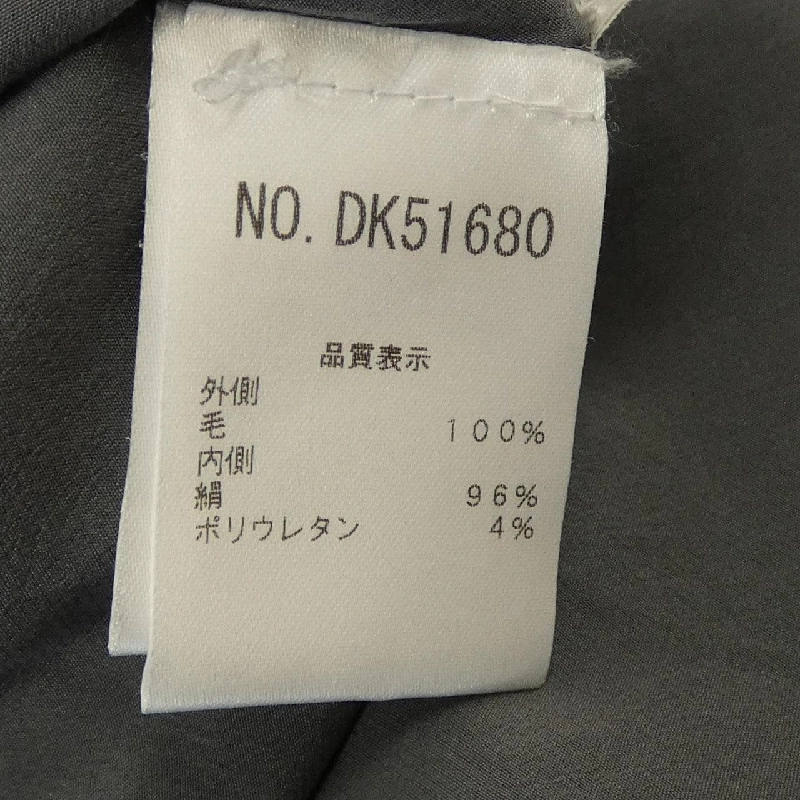 NO. DK51680
品質表示
外側
毛 100%
内側
絹 96%
ポリウレタン 4%